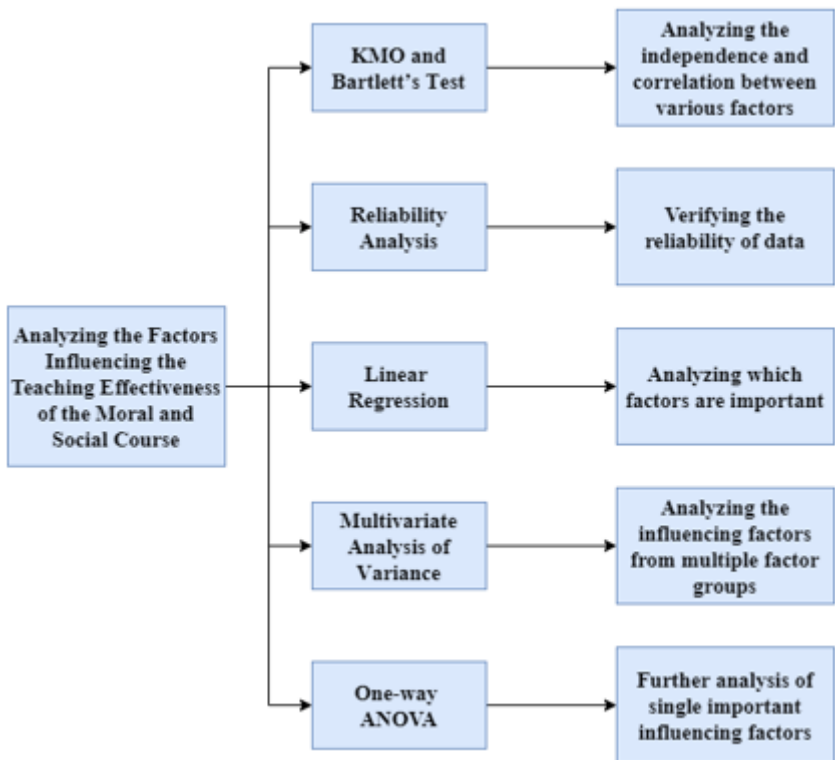 KMO and
Bartlett's Test
Analyzing the
independence and
correlation between
various factors
Reliability
Analysis
Verifying the
reliability of data
Analyzing the Factors
Influencing the
Teaching Effectiveness
of the Moral and
Social Course
Linear
Regression
Analyzing which
factors are important
Multivariate
Analysis of
Variance
Analyzing the
influencing factors
from multiple factor
groups
One-way
ANOVA
Further analysis of
single important
influencing factors